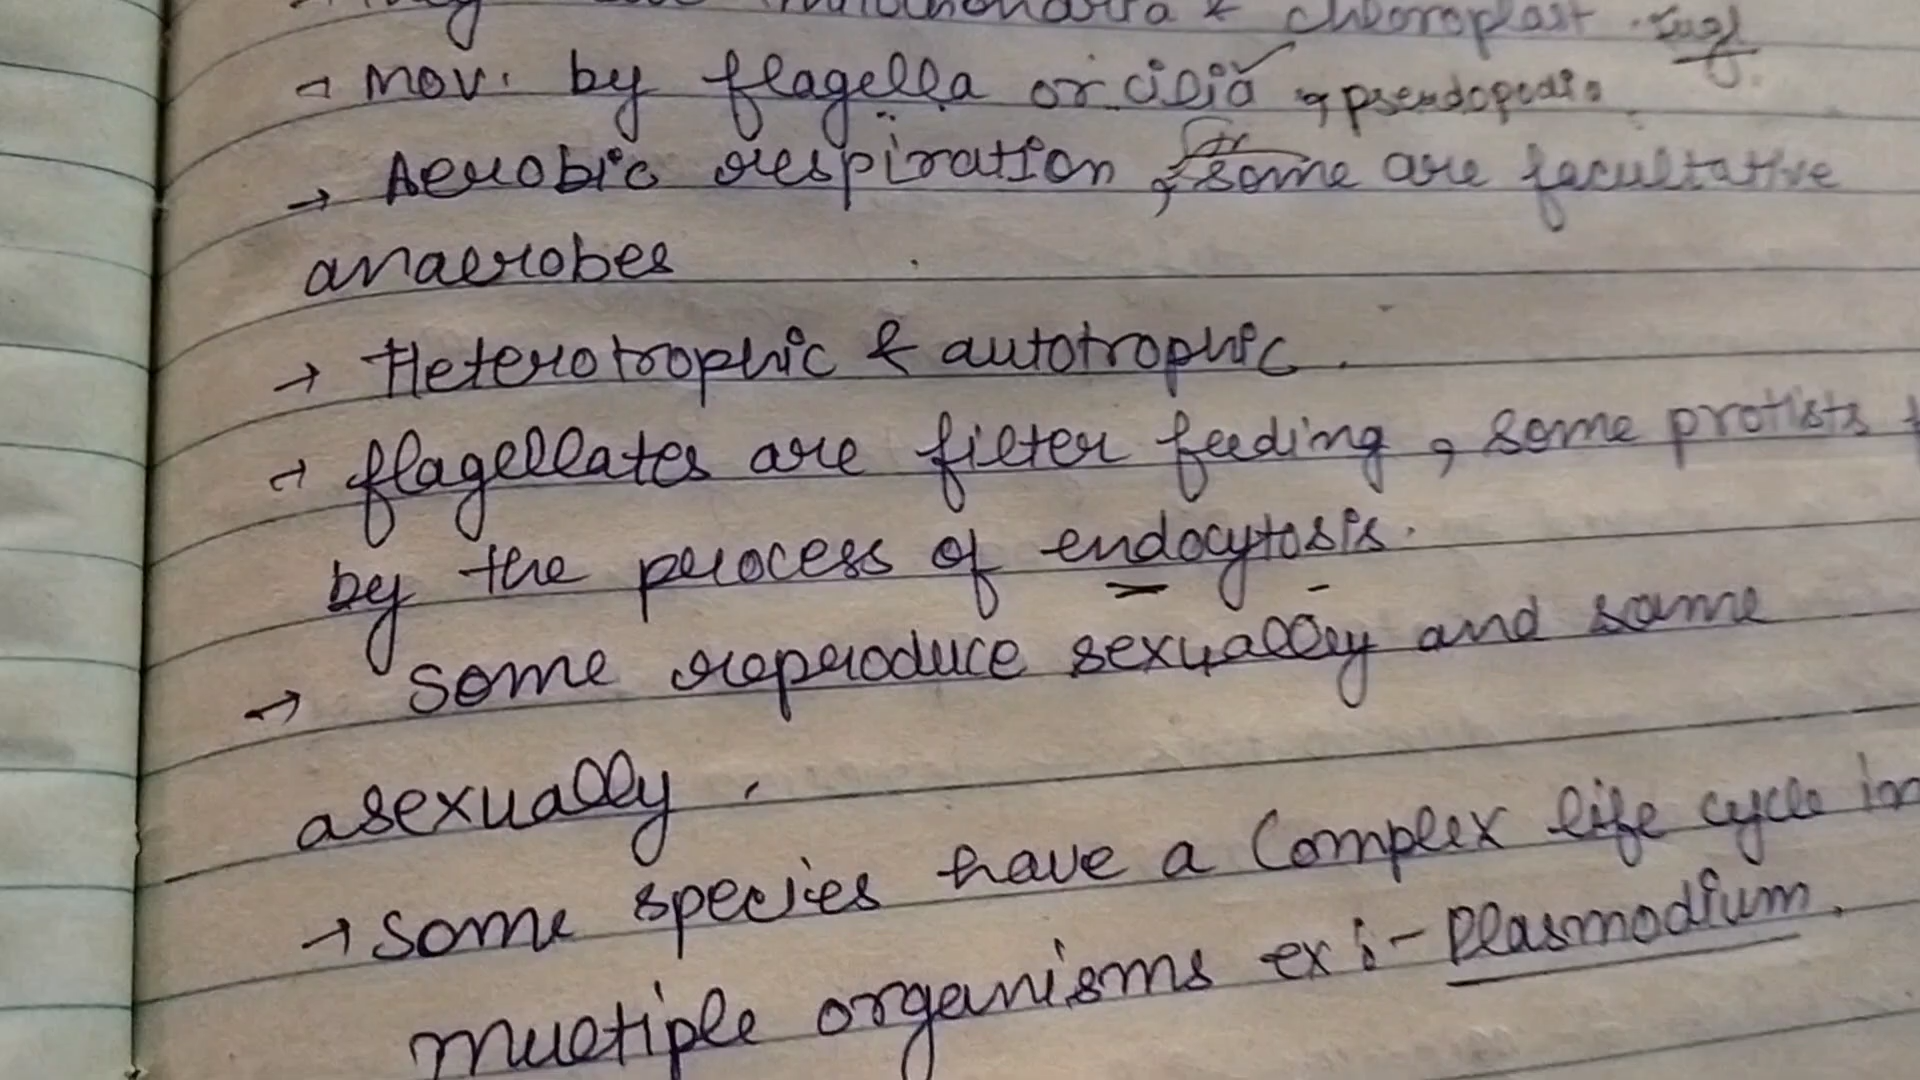 mitochondria & chloroplast.
→ mov. by flagella or cilia, pseudopodia
→ Aerobic respiration, some are facultative
anaerobes
→ Heterotrophic & autotrophic.
→ flagellates are filter feeding, some protists
by the process of endocytosis.
→ some reproduce sexually and some
asexually.
→ some species have a Complex life cycle in
multiple organisms ex:- Plasmodium.